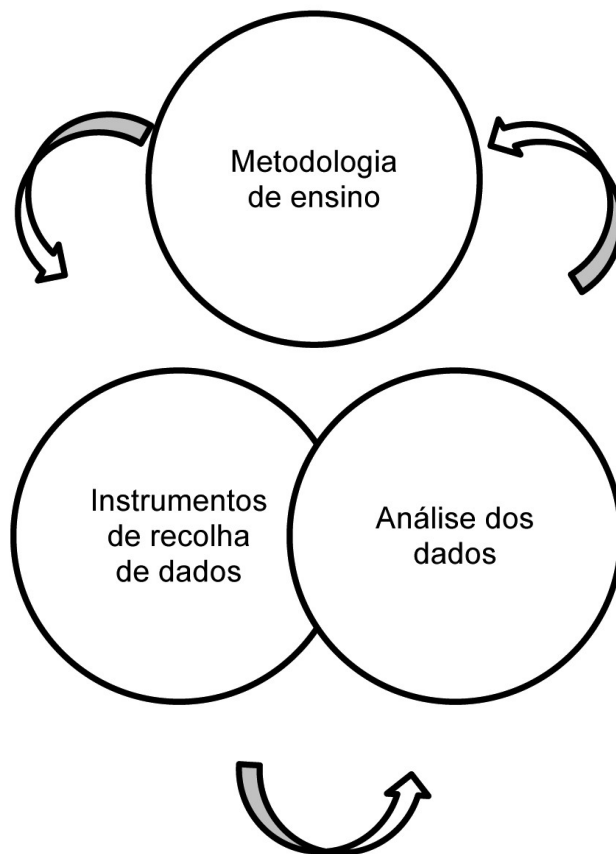 Metodologia
de ensino
Instrumentos
de recolha
de dados
Análise dos
dados